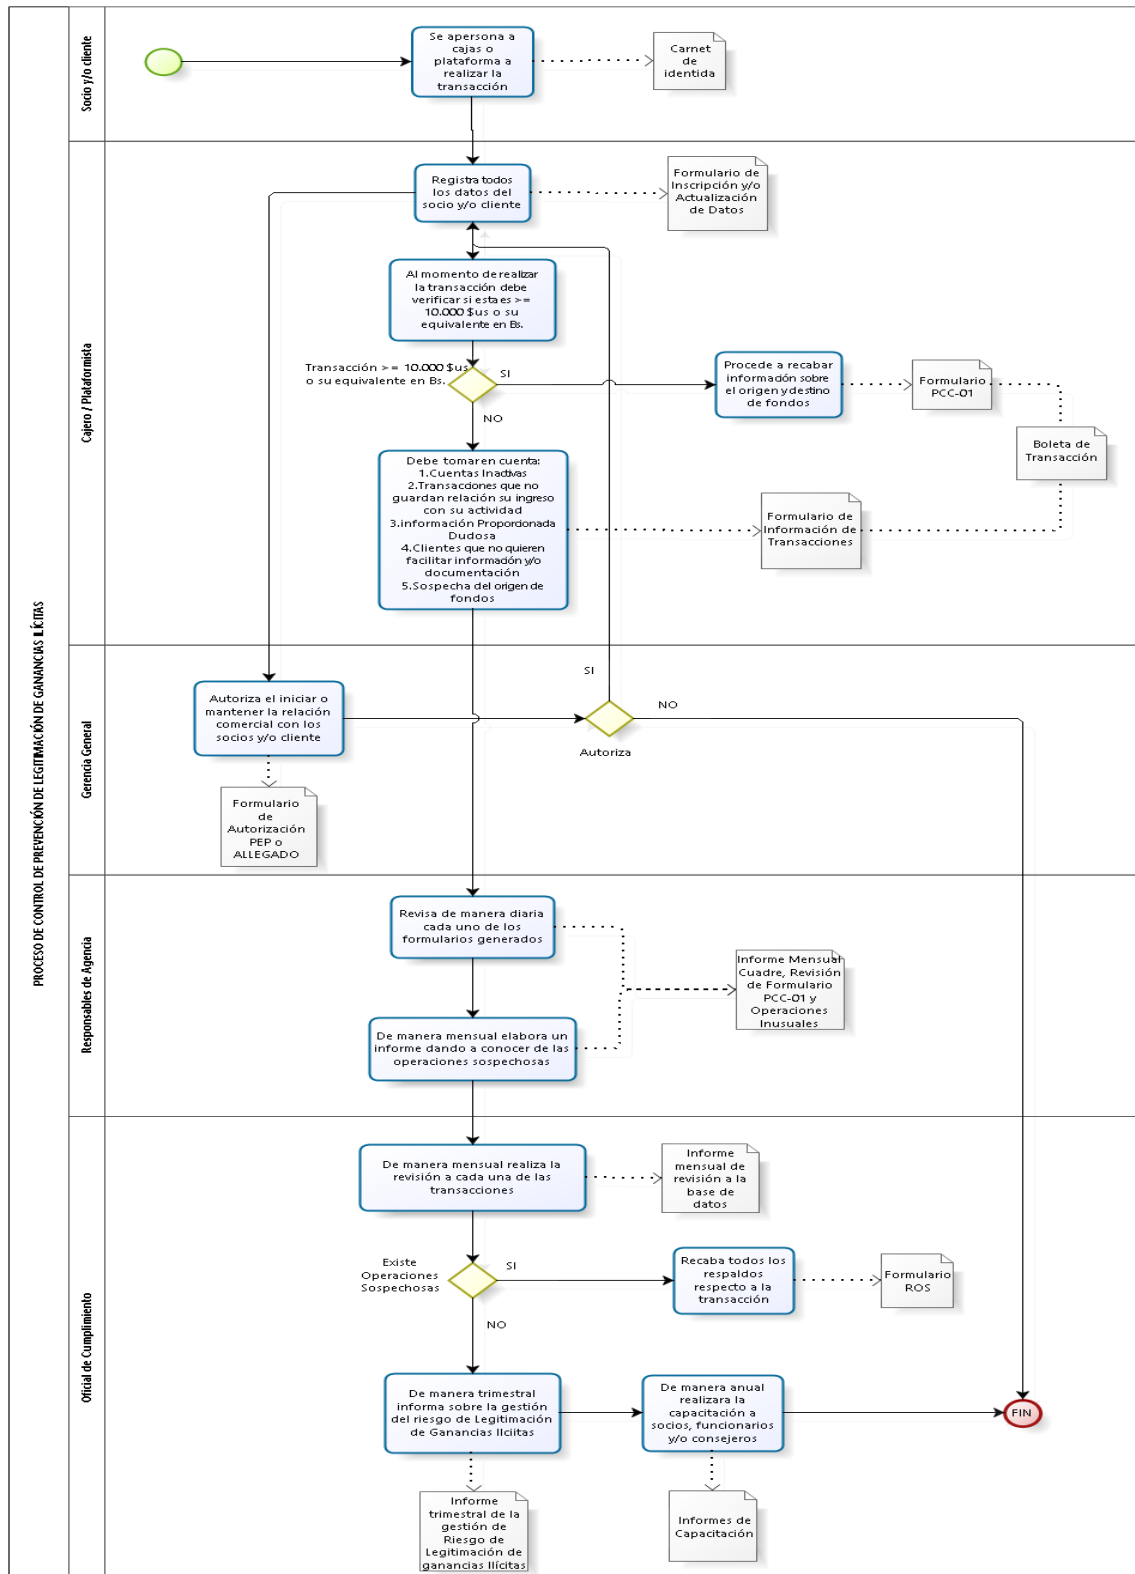 PROCESO DE CONTROL DE PREVENCIÓN DE LEGITIMACIÓN DE GANANCIAS ILÍCITAS
Socio y/o cliente
Se apersona a
cajas o
plataforma a
realizar la
transacción
Carnet
de
identida
Cajero / Plataformista
Registra todos
los datos del
socio y/o cliente
Formulario de
Inscripción y/o
Actualización
de Datos
Al momento de realizar
la transacción debe
verificar si esta es >=
10.000 $us o su
equivalente en Bs.
Transacción >= 10.000 $us
o su equivalente en Bs.
SI
NO
Procede a recabar
información sobre
el origen y destino
de fondos
Formulario
PCC-01
Boleta de
Transacción
Debe tomar en cuenta:
1.Cuentas Inactivas
2.Transacciones que no
guardan relación su ingreso
con su actividad
3.información Proporcionada
Dudosa
4.Clientes que no quieren
facilitar información y/o
documentación
5.Sospecha del origen de
fondos
Formulario de
Información de
Transacciones
Gerencia General
Autoriza el iniciar o
mantener la relación
comercial con los
socios y/o cliente
SI
NO
Autoriza
Formulario
de
Autorización
PEP o
ALLEGADO
Responsables de Agencia
Revisa de manera diaria
cada uno de los
formularios generados
Informe Mensual
Cuadre, Revisión
de Formulario
PCC-01 y
Operaciones
Inusuales
De manera mensual elabora un
informe dando a conocer de las
operaciones sospechosas
Oficial de Cumplimiento
De manera mensual realiza la
revisión a cada una de las
transacciones
Informe
mensual de
revisión a la
base de
datos
Existe
Operaciones
Sospechosas
SI
NO
Recaba todos los
respaldos
respecto a la
transacción
Formulario
ROS
De manera trimestral
informa sobre la gestión
del riesgo de Legitimación
de Ganancias Ilciitas
De manera anual
realizara la
capacitación a
socios, funcionarios
y/o consejeros
FIN
Informe
trimestral de la
gestión de
Riesgo de
Legitimación de
ganancias Ilícitas
Informes de
Capacitación